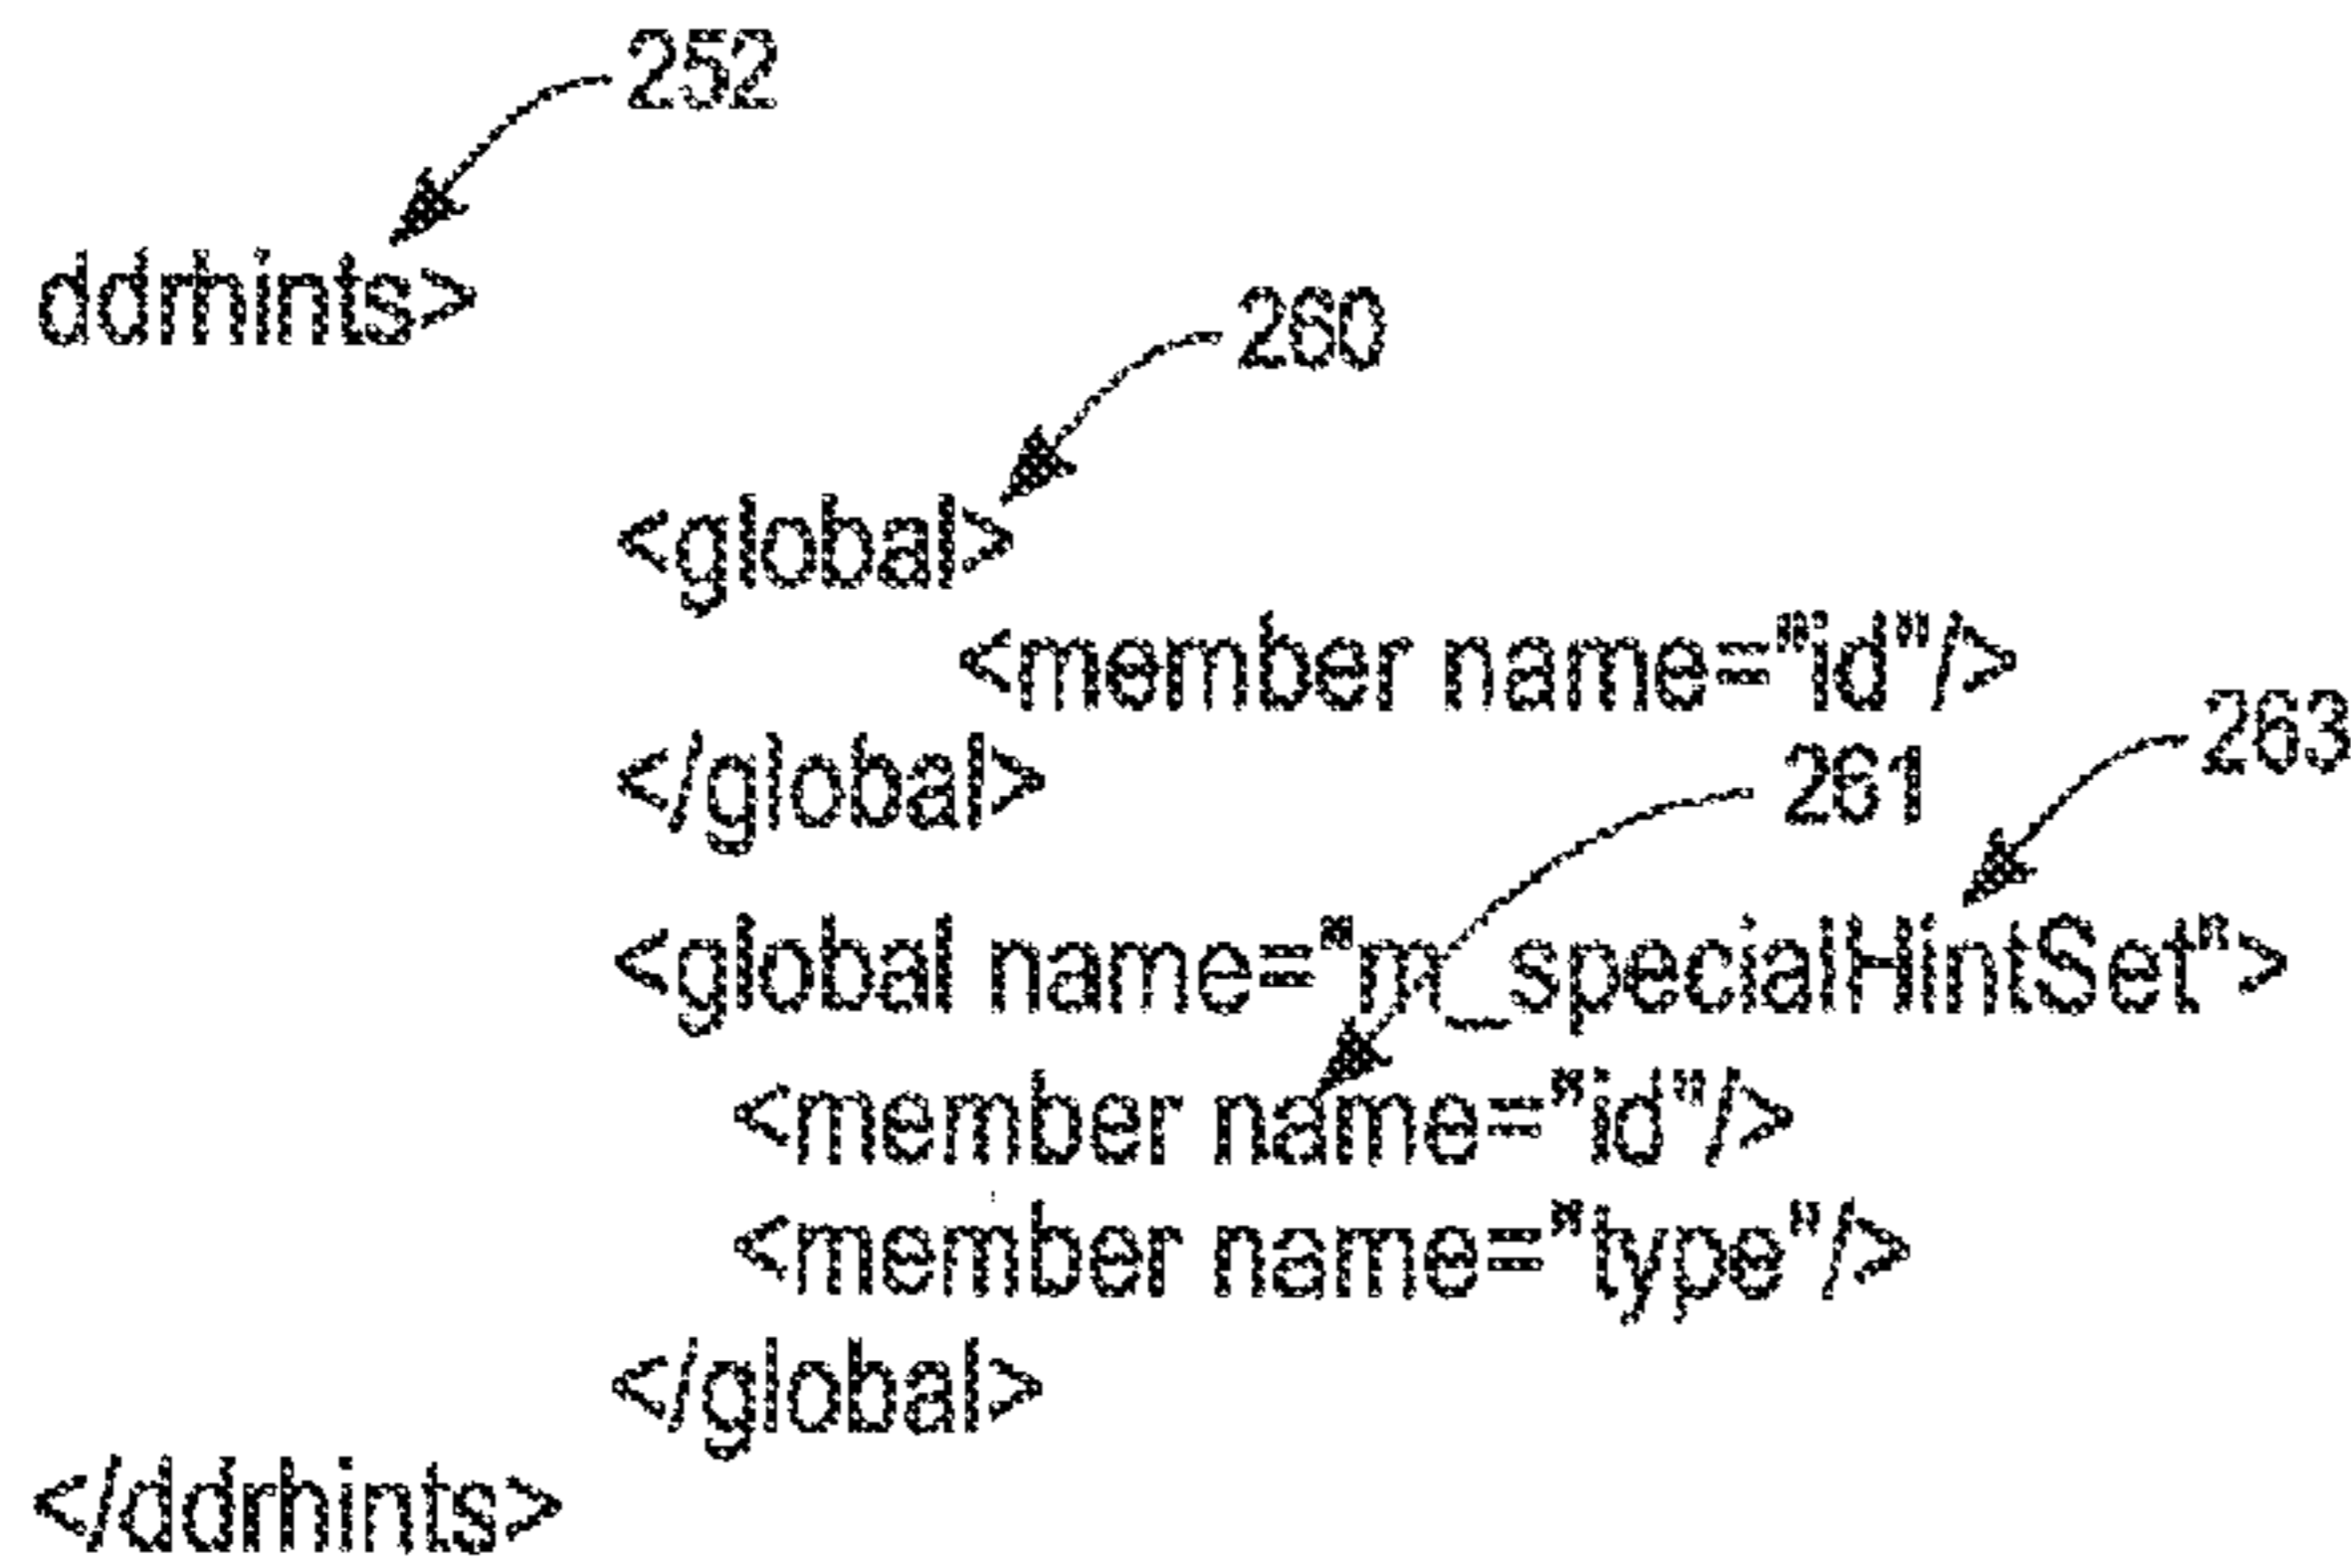 252
ddrhints>
260
<global>
<member name="id"/>
263
</global>
261
<global name="m_specialHintSet">
<member name="id"/>
<member name="type"/>
</global>
</ddrhints>